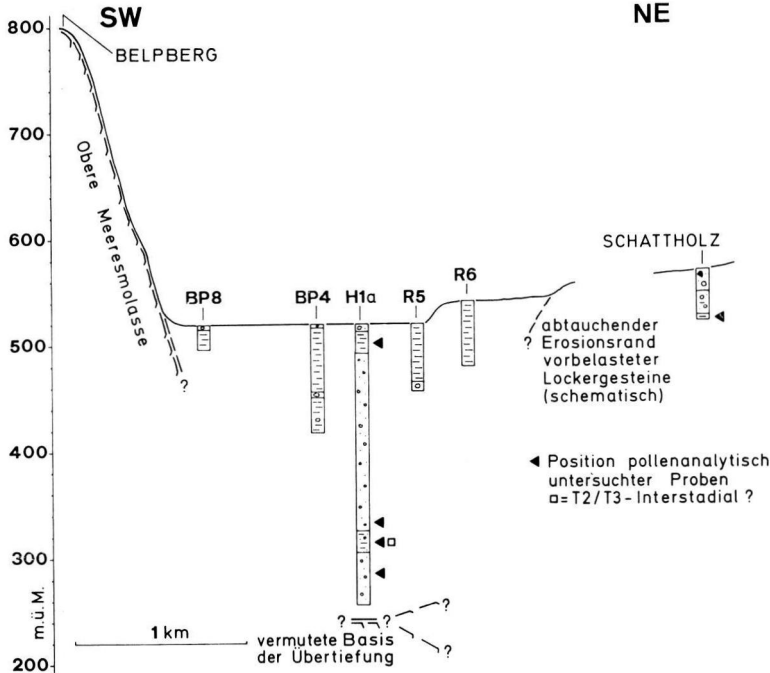 SW
NE
800
BELPBERG
700
Obere Meeresmolasse
600
SCHATTHOLZ
BP8
BP4
H1a
R5
R6
500
?
?
abtauchender
Erosionsrand
vorbelasteter
Lockergesteine
(schematisch)
400
◄ Position pollenanalytisch
untersuchter Proben
□=T2/T3-Interstadial ?
300
m.ü.M.
?
?
?
?
1 km
vermutete Basis
der Übertiefung
200